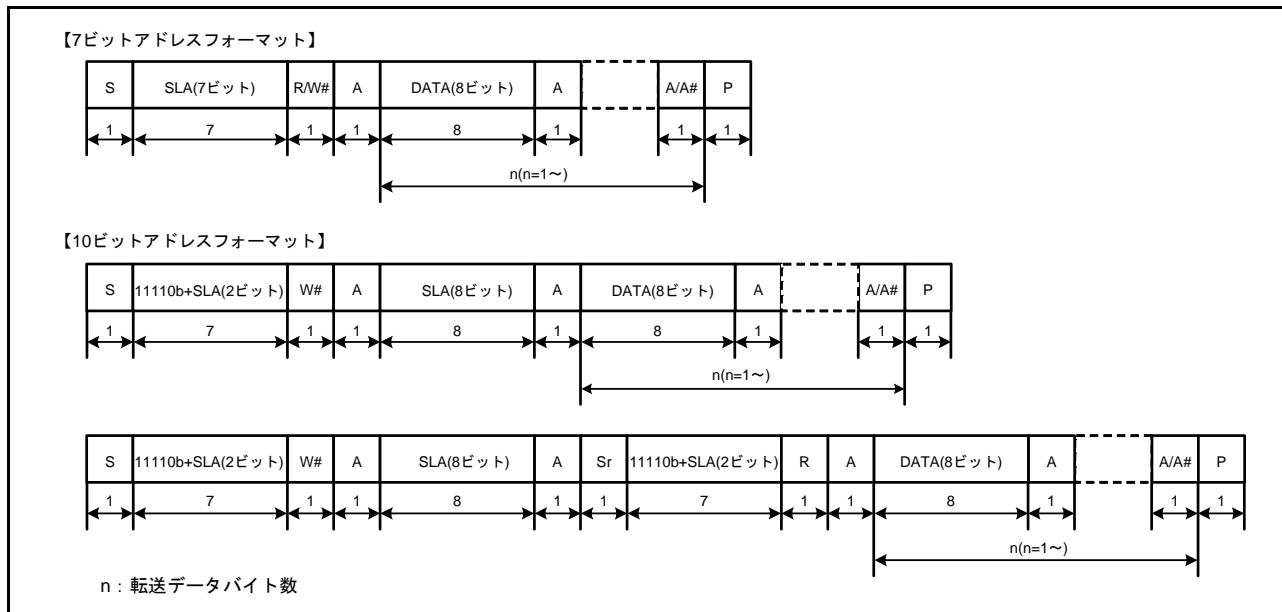 【7ビットアドレスフォーマット】
S SLA(7ビット) R/W# A DATA(8ビット) A A/A# P
1 7 1 1 8 1 1 1
n(n=1～)
【10ビットアドレスフォーマット】
S 11110b+SLA(2ビット) W# A SLA(8ビット) A DATA(8ビット) A A/A# P
1 7 1 1 8 1 8 1 1 1
n(n=1～)
S 11110b+SLA(2ビット) W# A SLA(8ビット) A Sr 11110b+SLA(2ビット) R A DATA(8ビット) A A/A# P
1 7 1 1 8 1 1 7 1 1 8 1 1 1
n(n=1～)
n：転送データバイト数